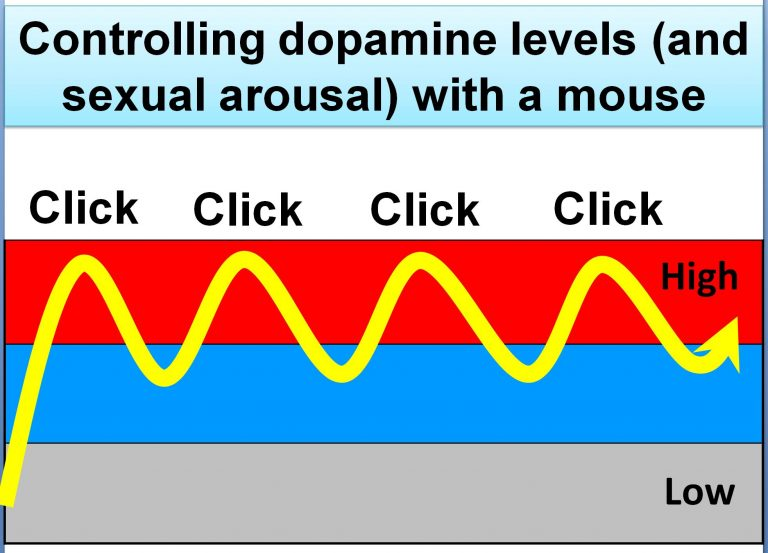 Controlling dopamine levels (and
sexual arousal) with a mouse
Click Click Click Click
High
Low